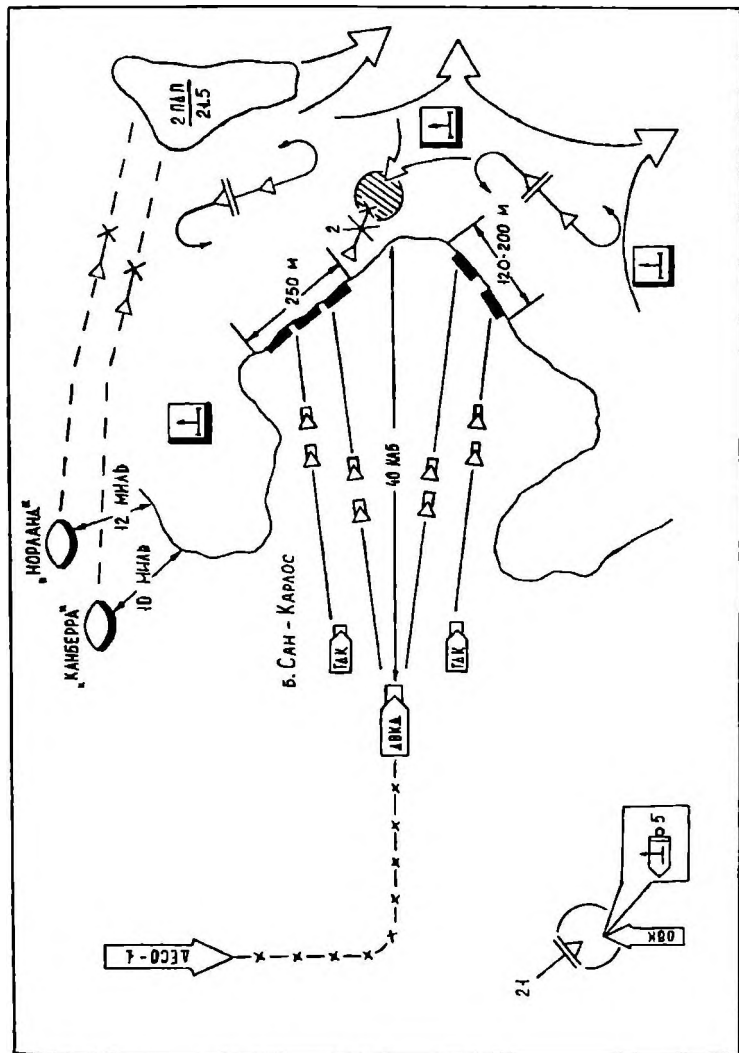 2 ПДП
21.5
„НОРЛАНД"
12 МИЛЬ
„КАНБЕРРА"
10 МИЛЬ
250 М
2
120-200 М
Б. САН-КАРЛОС
40 КАБ
ТДК
ТДК
ДВКД
ДЕСО-1
21
5
ОВК